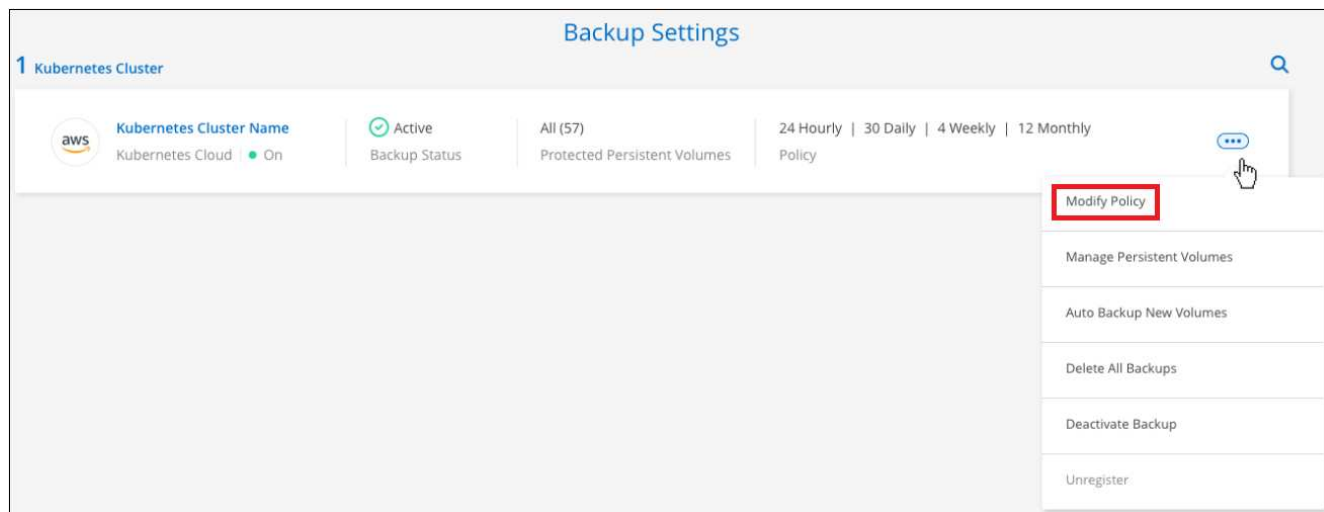 Backup Settings
1 Kubernetes Cluster
aws
Kubernetes Cluster Name
Active
All (57)
24 Hourly | 30 Daily | 4 Weekly | 12 Monthly
Kubernetes Cloud | On
Backup Status
Protected Persistent Volumes
Policy
Modify Policy
Manage Persistent Volumes
Auto Backup New Volumes
Delete All Backups
Deactivate Backup
Unregister